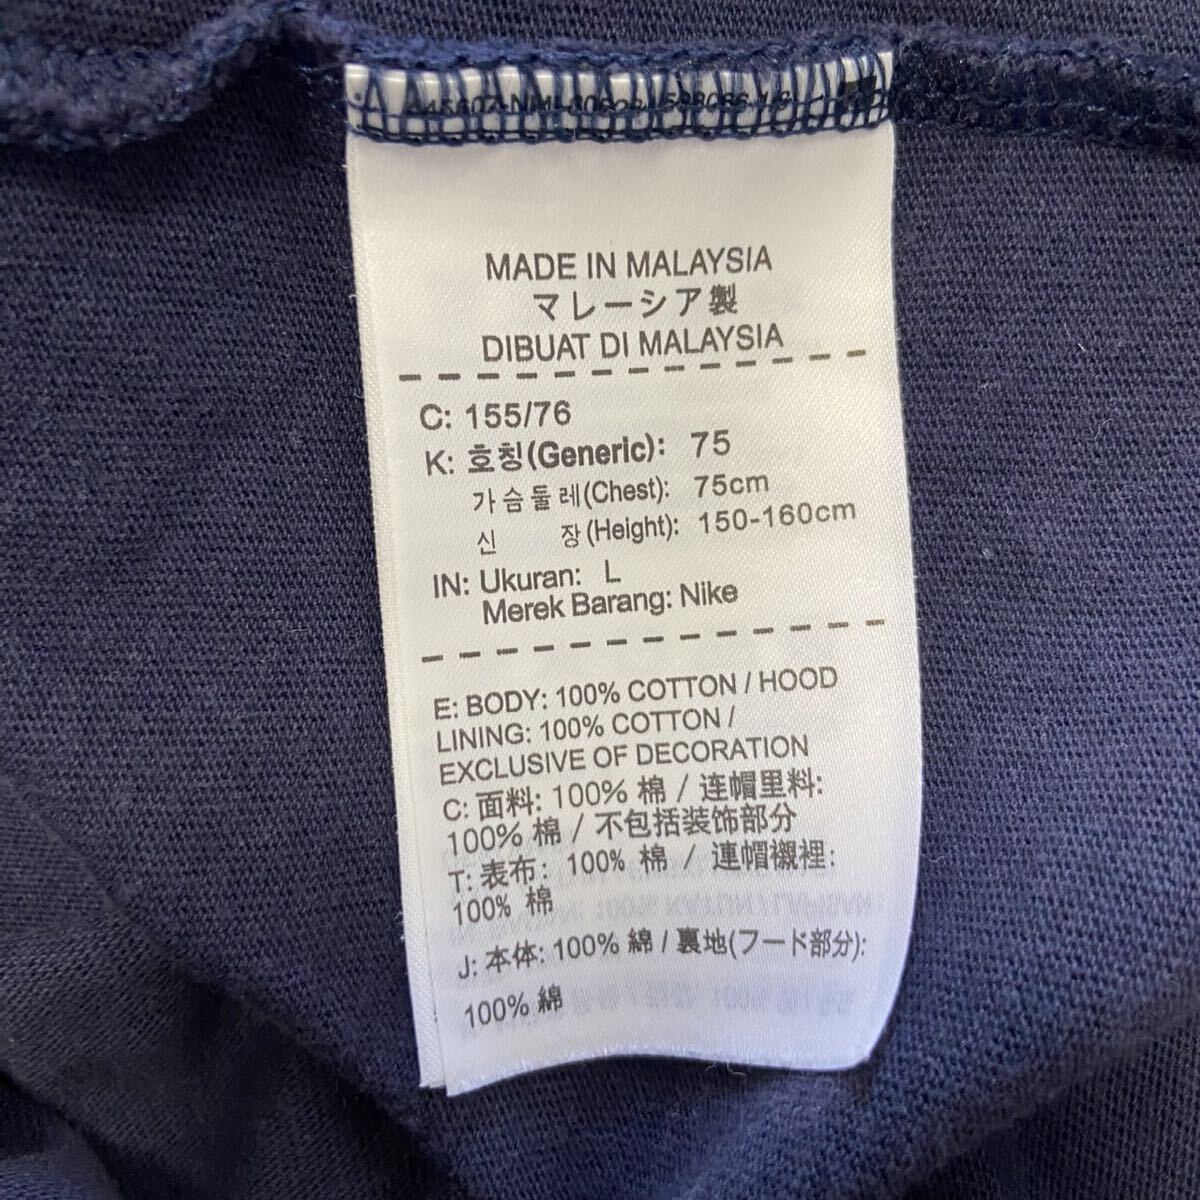 MADE IN MALAYSIA
マレーシア製
DIBUAT DI MALAYSIA
C: 155/76
K: 호칭(Generic): 75
가슴둘레(Chest): 75cm
신 장(Height): 150-160cm
IN: Ukuran: L
Merek Barang: Nike
E: BODY: 100% COTTON / HOOD
LINING: 100% COTTON /
EXCLUSIVE OF DECORATION
C: 面料: 100% 棉 / 连帽里料:
100% 棉 / 不包括装饰部分
T: 表布: 100% 棉 / 連帽襯裡:
100% 棉
J: 本体: 100% 綿 / 裏地(フード部分):
100% 綿